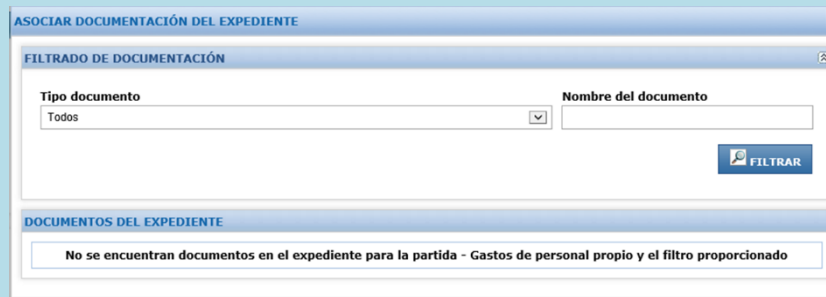 ASOCIAR DOCUMENTACIÓN DEL EXPEDIENTE
FILTRADO DE DOCUMENTACIÓN
Tipo documento
Nombre del documento
Todos
FILTRAR
DOCUMENTOS DEL EXPEDIENTE
No se encuentran documentos en el expediente para la partida - Gastos de personal propio y el filtro proporcionado